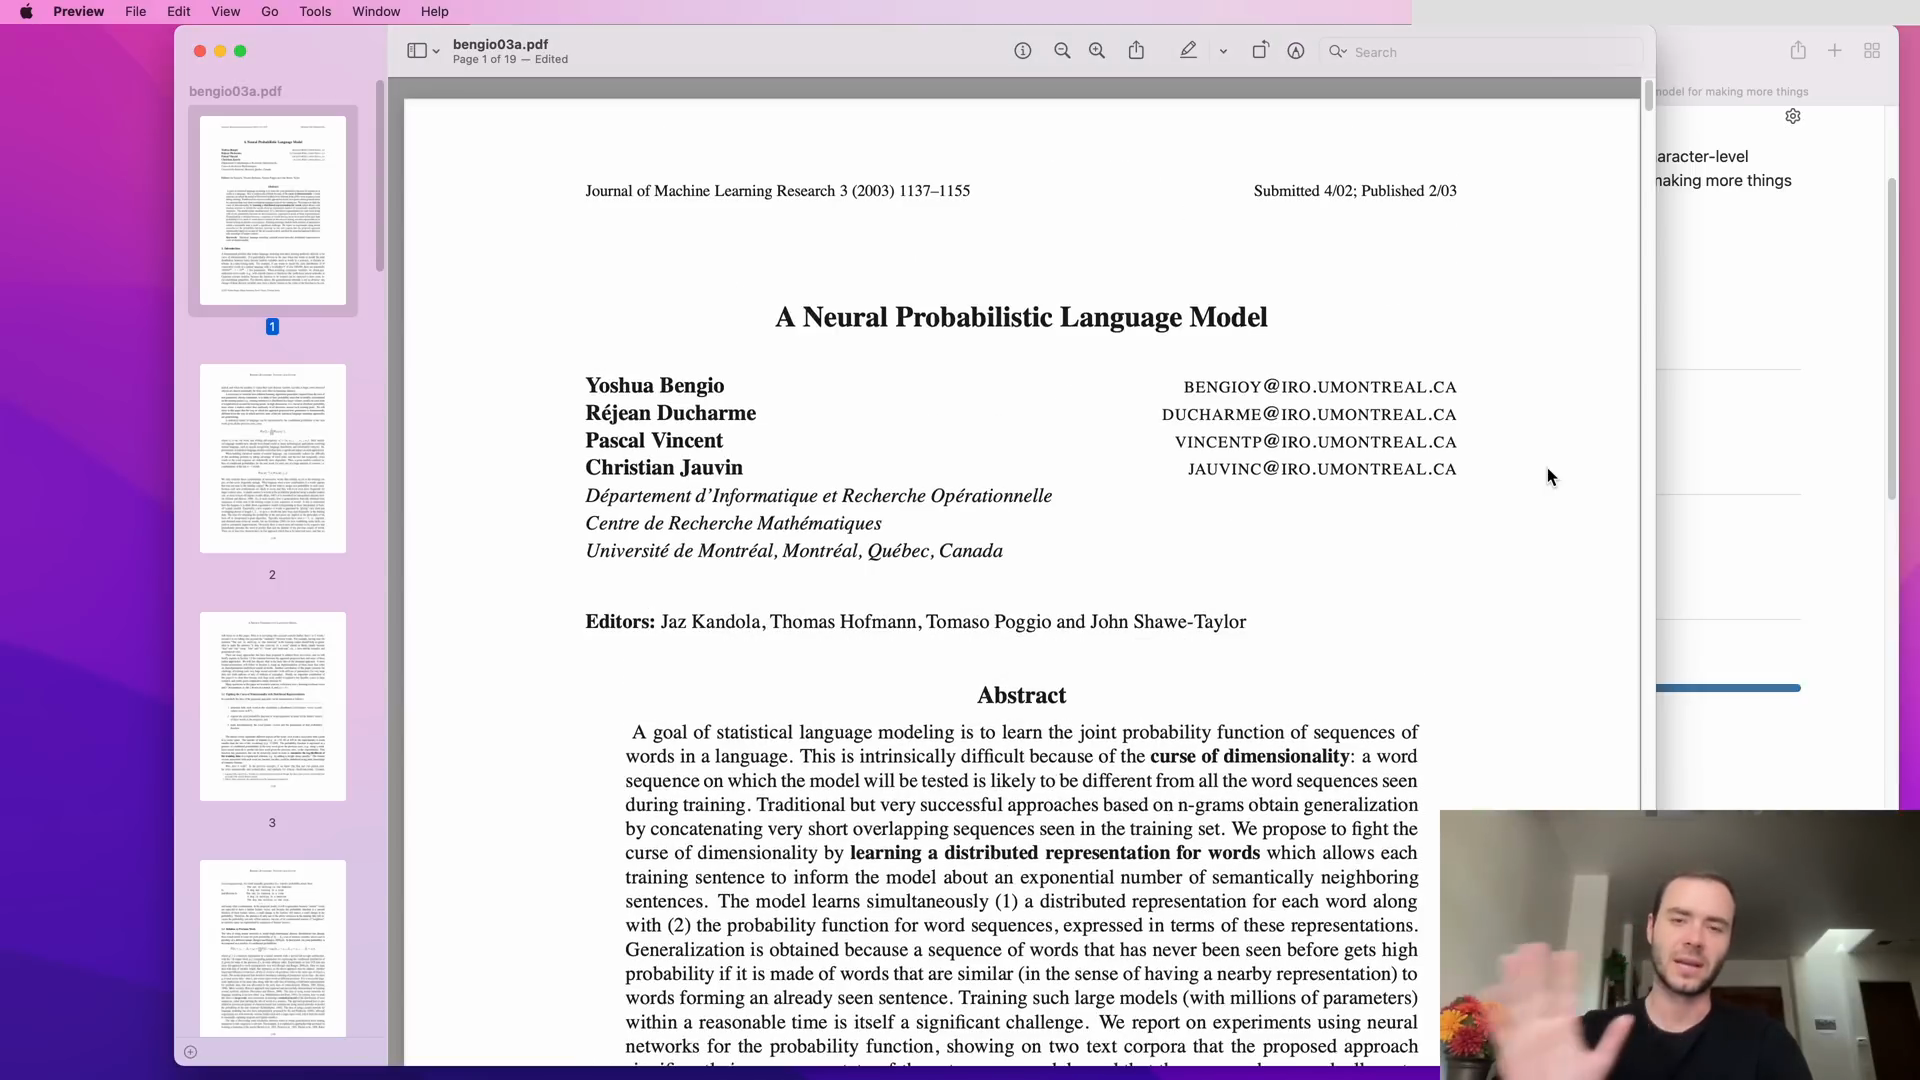 Preview File Edit View Go Tools Window Help
bengio03a.pdf
Page 1 of 19 — Edited
Search
bengio03a.pdf
1
2
3
Journal of Machine Learning Research 3 (2003) 1137–1155 Submitted 4/02; Published 2/03
A Neural Probabilistic Language Model
Yoshua Bengio BENGIOY@IRO.UMONTREAL.CA
Réjean Ducharme DUCHARME@IRO.UMONTREAL.CA
Pascal Vincent VINCENTP@IRO.UMONTREAL.CA
Christian Jauvin JAUVINC@IRO.UMONTREAL.CA
Département d'Informatique et Recherche Opérationnelle
Centre de Recherche Mathématiques
Université de Montréal, Montréal, Québec, Canada
Editors: Jaz Kandola, Thomas Hofmann, Tomaso Poggio and John Shawe-Taylor
Abstract
A goal of statistical language modeling is to learn the joint probability function of sequences of
words in a language. This is intrinsically difficult because of the curse of dimensionality: a word
sequence on which the model will be tested is likely to be different from all the word sequences seen
during training. Traditional but very successful approaches based on n-grams obtain generalization
by concatenating very short overlapping sequences seen in the training set. We propose to fight the
curse of dimensionality by learning a distributed representation for words which allows each
training sentence to inform the model about an exponential number of semantically neighboring
sentences. The model learns simultaneously (1) a distributed representation for each word along
with (2) the probability function for word sequences, expressed in terms of these representations.
Generalization is obtained because a sequence of words that has never been seen before gets high
probability if it is made of words that are similar (in the sense of having a nearby representation) to
words forming an already seen sentence. Training such large models (with millions of parameters)
within a reasonable time is itself a significant challenge. We report on experiments using neural
networks for the probability function, showing on two text corpora that the proposed approach
model for making more things
aracter-level
making more things